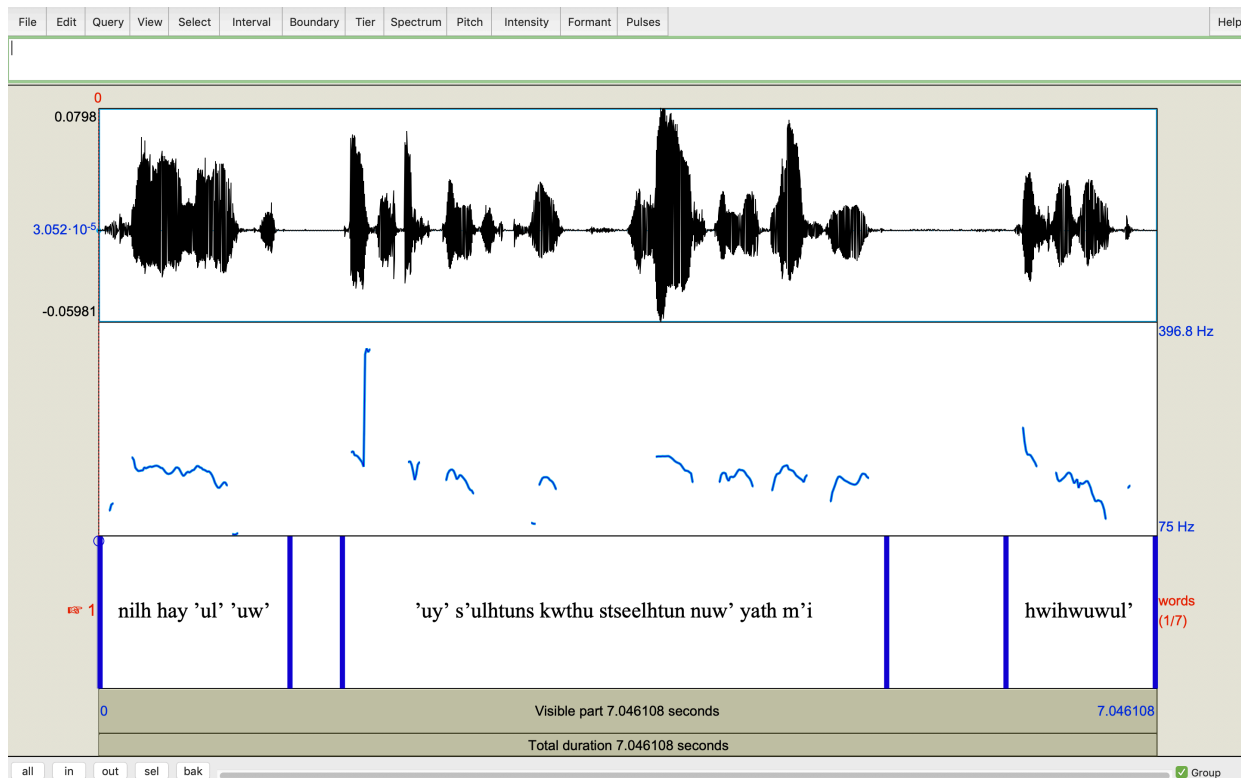 File Edit Query View Select Interval Boundary Tier Spectrum Pitch Intensity Formant Pulses Help
0
0.0798
3.052·10⁻⁵
-0.05981
396.8 Hz
75 Hz
☞ 1 nilh hay ’ul’ ’uw’ ’uy’ s’ulhtuns kwthu stseelhtun nuw’ yath m’i hwihwuwul’ words
(1/7)
0 Visible part 7.046108 seconds 7.046108
Total duration 7.046108 seconds
all in out sel bak Group